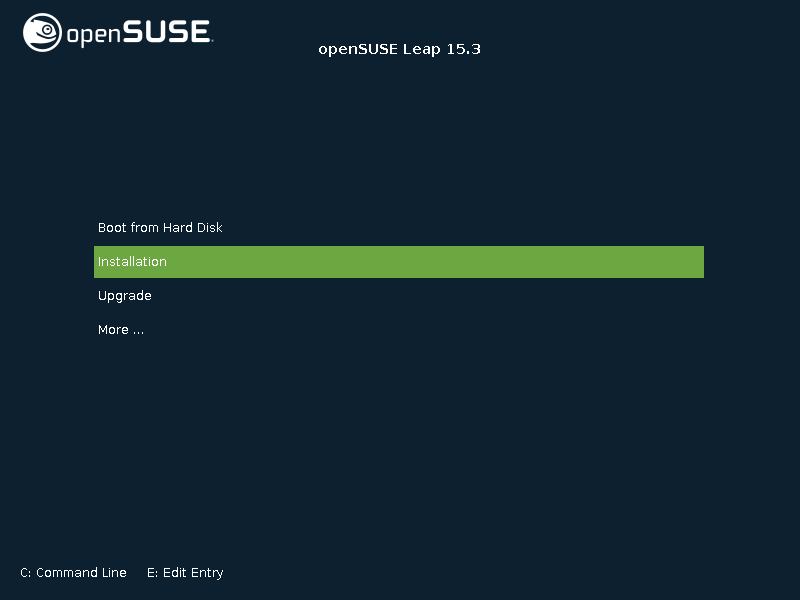 openSUSE
openSUSE Leap 15.3
Boot from Hard Disk
Installation
Upgrade
More ...
C: Command Line E: Edit Entry